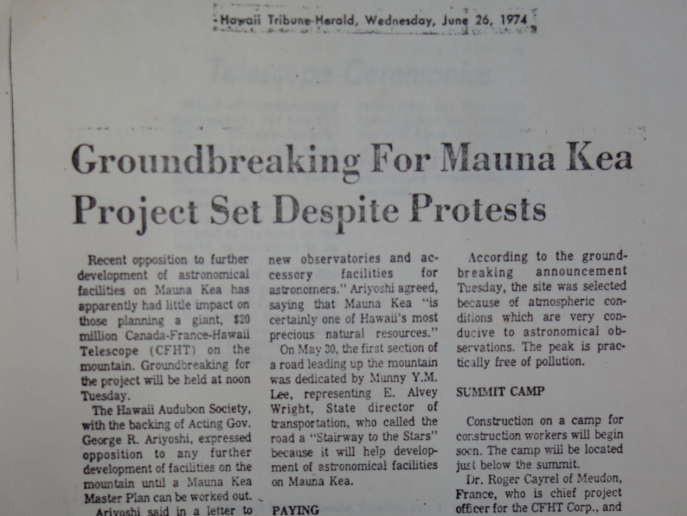 Hawaii Tribune-Herald, Wednesday, June 26, 1974
Groundbreaking For Mauna Kea
Project Set Despite Protests
Recent opposition to further
development of astronomical
facilities on Mauna Kea has
apparently had little impact on
those planning a giant, $20
million Canada-France-Hawaii
Telescope (CFHT) on the
mountain. Groundbreaking for
the project will be held at noon
Tuesday.
The Hawaii Audubon Society,
with the backing of Acting Gov.
George R. Ariyoshi, expressed
opposition to any further
development of facilities on the
mountain until a Mauna Kea
Master Plan can be worked out.
Ariyoshi said in a letter to
new observatories and ac-
cessory facilities for
astronomers." Ariyoshi agreed,
saying that Mauna Kea "is
certainly one of Hawaii's most
precious natural resources."
On May 30, the first section of
a road leading up the mountain
was dedicated by Munny Y.M.
Lee, representing E. Alvey
Wright, State director of
transportation, who called the
road a "Stairway to the Stars"
because it will help develop-
ment of astronomical facilities
on Mauna Kea.
PAYING
According to the ground-
breaking announcement
Tuesday, the site was selected
because of atmospheric con-
ditions which are very con-
ducive to astronomical ob-
servations. The peak is prac-
tically free of pollution.
SUMMIT CAMP
Construction on a camp for
construction workers will begin
soon. The camp will be located
just below the summit.
Dr. Roger Cayrel of Meudon,
France, who is chief project
officer for the CFHT Corp., and